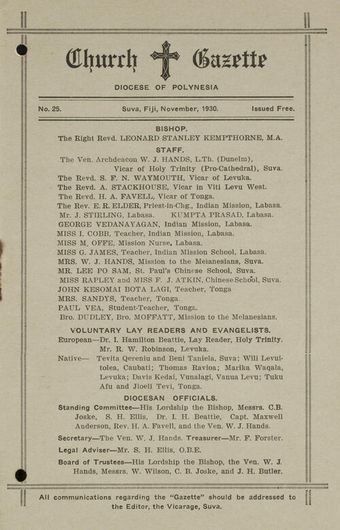 Church Gazette
DIOCESE OF POLYNESIA
No. 25. Suva, Fiji, November, 1930. Issued Free.
BISHOP.
The Right Revd. LEONARD STANLEY KEMPTHORNE, M.A.
STAFF.
The Ven. Archdeacon W. J. HANDS, L.Th. (Dunelm),
Vicar of Holy Trinity (Pro-Cathedral), Suva.
The Revd. S. F. N. WAYMOUTH, Vicar of Levuka.
The Revd. A. STACKHOUSE, Vicar in Viti Levu West.
The Revd. H. A. FAVELL, Vicar of Tonga.
The Rev. E. R. ELDER, Priest-in-Chg., Indian Mission, Labasa.
Mr. J. STIRLING, Labasa. KUMPTA PRASAD, Labasa.
GEORGE VEDANAYAGAN, Indian Mission, Labasa.
MISS I. COBB, Teacher, Indian Mission, Labasa.
MISS M, OFFE, Mission Nurse, Labasa.
MISS G. JAMES, Teacher, Indian Mission School, Labasa.
MRS. W. J. HANDS, Mission to the Melanesians, Suva.
MR. LEE PO SAM, St. Paul's Chinese School, Suva.
MISS RAPLEY and MISS F. J. ATKIN, Chinese School, Suva.
JOHN KESOMAI BOTA LAGI, Teacher, Tonga
MRS. SANDYS, Teacher, Tonga.
PAUL VEA, Student-Teacher, Tonga.
Bro. DUDLEY, Bro. MOFFATT, Mission to the Melanesians.
VOLUNTARY LAY READERS AND EVANGELISTS.
European—Dr. I. Hamilton Beattie, Lay Reader, Holy Trinity.
Mr. R. W. Robinson, Levuka.
Native— Tevita Qereniu and Beni Taniela, Suva; Wili Levui-
tolea, Caubati; Thomas Ravioa; Marika Waqala,
Levuka; Davis Kedai, Vunalagi, Vanua Levu; Tuku
Afu and Jioeli Tevi, Tonga.
DIOCESAN OFFICIALS.
Standing Committee—His Lordship the Bishop, Messrs. C.B.
Joske, S. H. Ellis, Dr. I. H. Beattie, Capt. Maxwell
Anderson, Rev. H. A. Favell, and the Ven. W. J. Hands.
Secretary—The Ven. W. J. Hands. Treasurer—Mr. F. Forster.
Legal Adviser—Mr. S. H. Ellis, O.B.E.
Board of Trustees—His Lordship the Bishop, the Ven. W. J.
Hands, Messrs. W. Wilson, C. B. Joske, and J. H. Butler.
All communications regarding the "Gazette" should be addressed to
the Editor, the Vicarage, Suva.